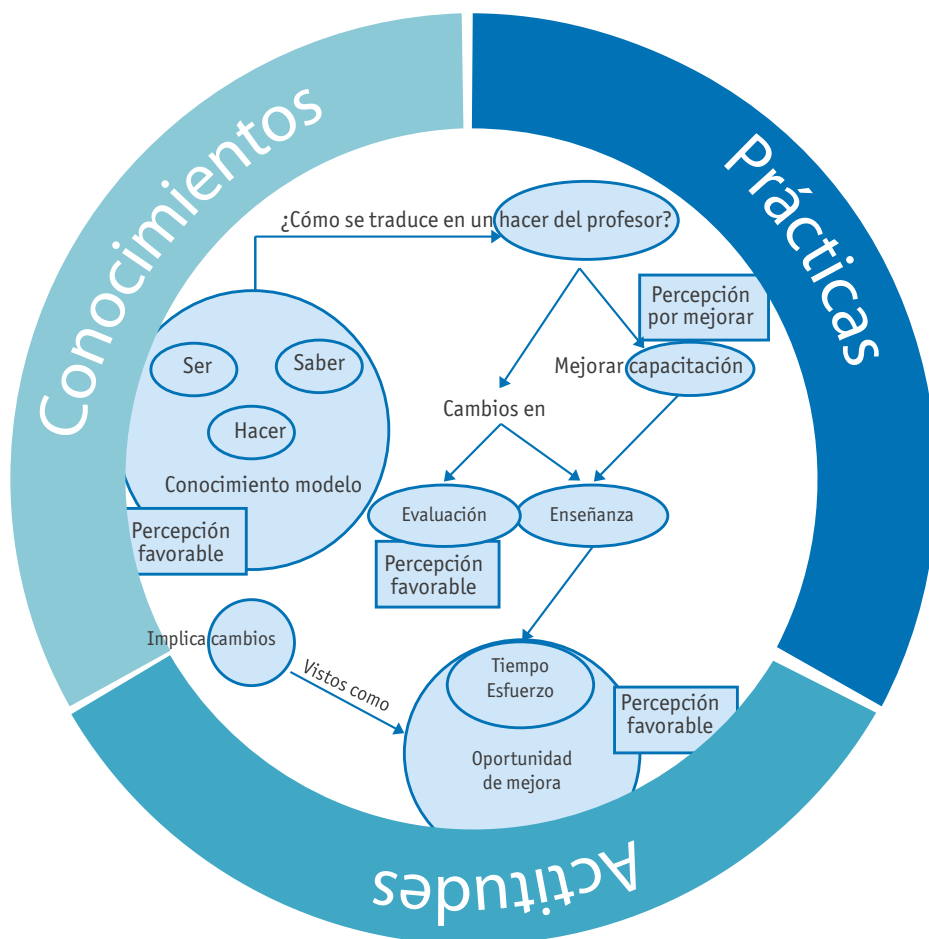 Conocimientos
Prácticas
¿Cómo se traduce en un hacer del profesor?
Percepción
por mejorar
Ser
Saber
Mejorar capacitación
Hacer
Cambios en
Conocimiento modelo
Percepción
favorable
Evaluación
Enseñanza
Percepción
favorable
Implica cambios
Vistos como
Tiempo
Esfuerzo
Percepción
favorable
Oportunidad
de mejora
Actitudes